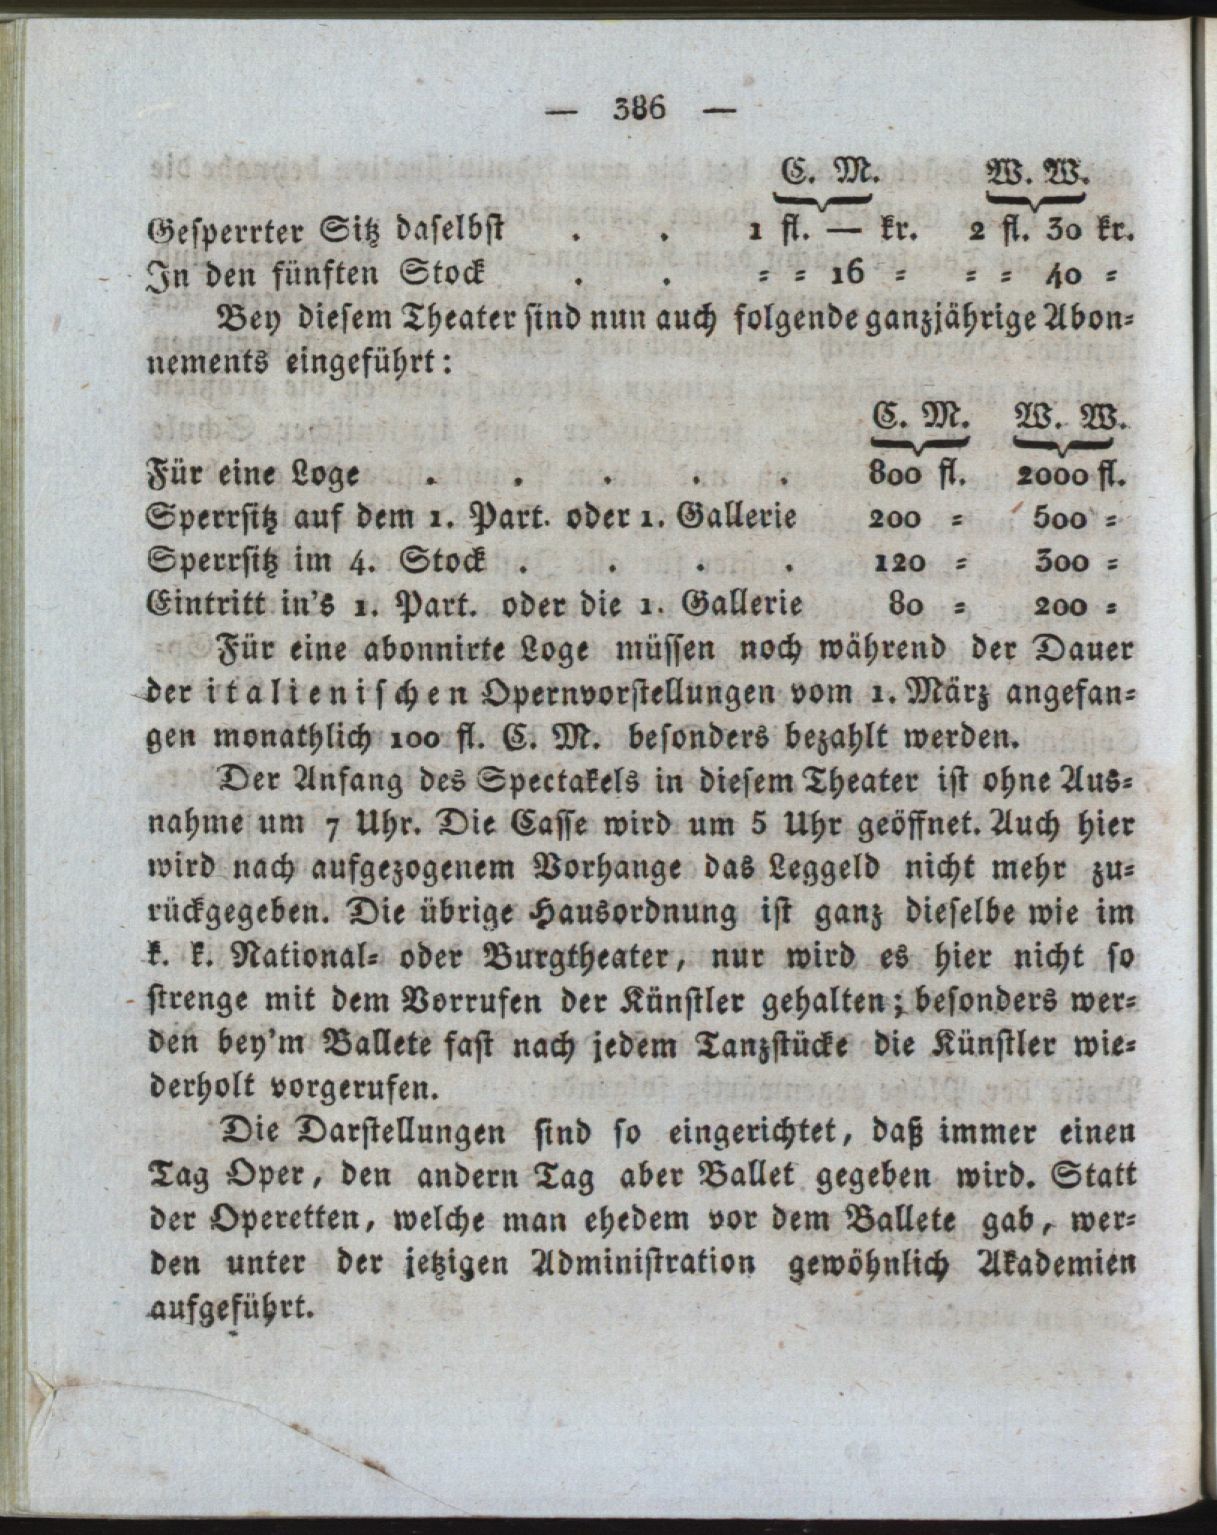 — 386 —
C. M. W. W.
Gesperrter Sitz daselbst . . 1 fl. — kr. 2 fl. 30 kr.
In den fünften Stock . . = = 16 = = = 40 =
Bey diesem Theater sind nun auch folgende ganzjährige Abon=
nements eingeführt:
C. M. W. W.
Für eine Loge . . . . . 800 fl. 2000 fl.
Sperrsitz auf dem 1. Part. oder 1. Gallerie 200 = 500 =
Sperrsitz im 4. Stock . . . . 120 = 300 =
Eintritt in's 1. Part. oder die 1. Gallerie 80 = 200 =
Für eine abonnirte Loge müssen noch während der Dauer
der italienischen Opernvorstellungen vom 1. März angefan=
gen monathlich 100 fl. C. M. besonders bezahlt werden.
Der Anfang des Spectakels in diesem Theater ist ohne Aus=
nahme um 7 Uhr. Die Casse wird um 5 Uhr geöffnet. Auch hier
wird nach aufgezogenem Vorhange das Leggeld nicht mehr zu=
rückgegeben. Die übrige Hausordnung ist ganz dieselbe wie im
k. k. National= oder Burgtheater, nur wird es hier nicht so
strenge mit dem Vorrufen der Künstler gehalten; besonders wer=
den bey'm Ballete fast nach jedem Tanzstücke die Künstler wie=
derholt vorgerufen.
Die Darstellungen sind so eingerichtet, daß immer einen
Tag Oper, den andern Tag aber Ballet gegeben wird. Statt
der Operetten, welche man ehedem vor dem Ballete gab, wer=
den unter der jetzigen Administration gewöhnlich Akademien
aufgeführt.